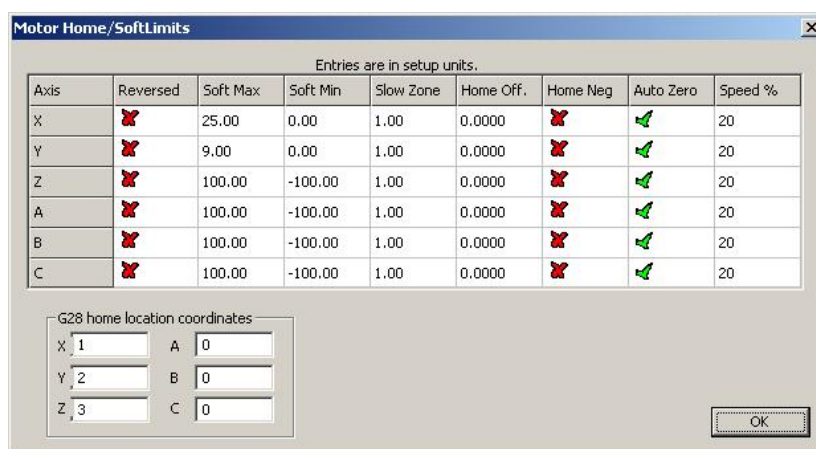 Motor Home/SoftLimits
Entries are in setup units.
Axis Reversed Soft Max Soft Min Slow Zone Home Off. Home Neg Auto Zero Speed %
X 25.00 0.00 1.00 0.0000 20
Y 9.00 0.00 1.00 0.0000 20
Z 100.00 -100.00 1.00 0.0000 20
A 100.00 -100.00 1.00 0.0000 20
B 100.00 -100.00 1.00 0.0000 20
C 100.00 -100.00 1.00 0.0000 20
G28 home location coordinates
X 1 A 0
Y 2 B 0
Z 3 C 0
OK